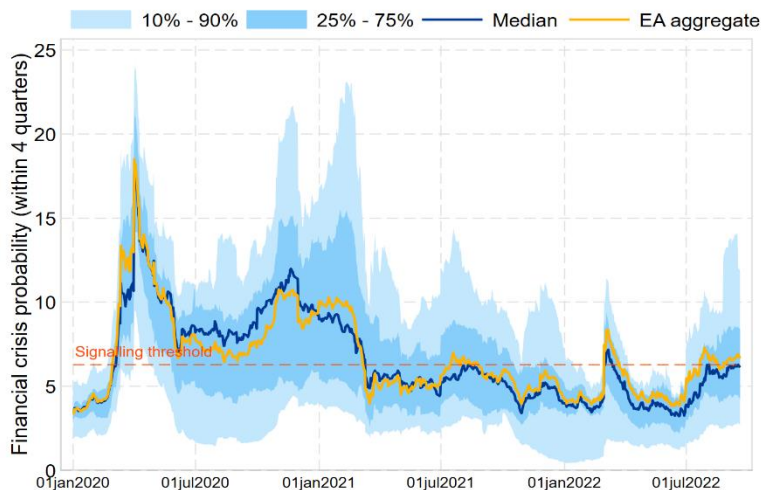 10% - 90% 25% - 75% Median EA aggregate
Financial crisis probability (within 4 quarters)
25
20
15
10
Signalling threshold
5
0
01jan2020 01jul2020 01jan2021 01jul2021 01jan2022 01jul2022